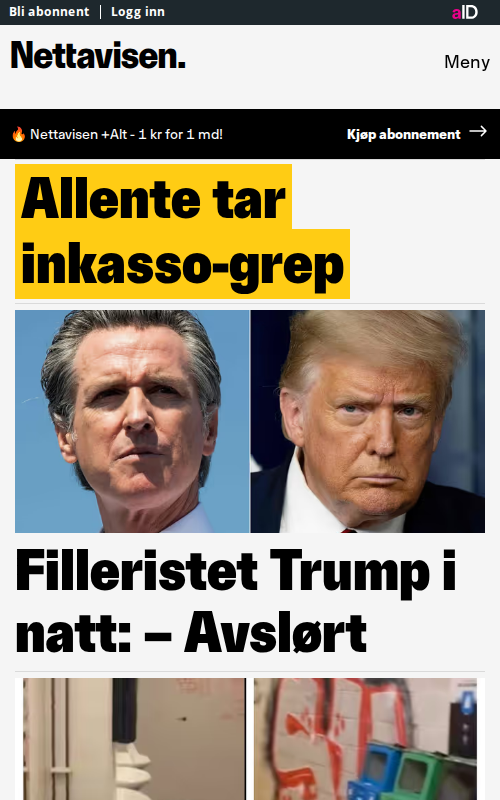 Bli abonnent
Logg inn
aID
Nettavisen.
Meny
🔥 Nettavisen +Alt - 1 kr for 1 md!
Kjøp abonnement →
Allente tar
inkasso-grep
Filleristet Trump i
natt: – Avslørt